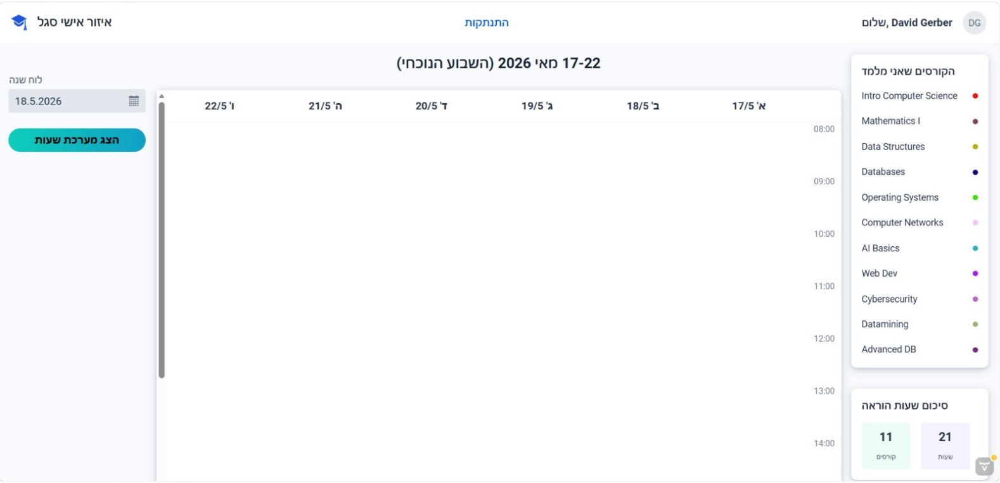 David Gerber ,שלום
DG
התנתקות
איזור אישי סגל
17-22 מאי 2026 (השבוע הנוכחי)
הקורסים שאני מלמד
Intro Computer Science
Mathematics I
Data Structures
Databases
Operating Systems
Computer Networks
AI Basics
Web Dev
Cybersecurity
Datamining
Advanced DB
סיכום שעות הוראה
21
שעות
11
קורסים
א' 17/5
ב' 18/5
ג' 19/5
ד' 20/5
ה' 21/5
ו' 22/5
08:00
09:00
10:00
11:00
12:00
13:00
14:00
לוח שנה
18.5.2026
הצג מערכת שעות